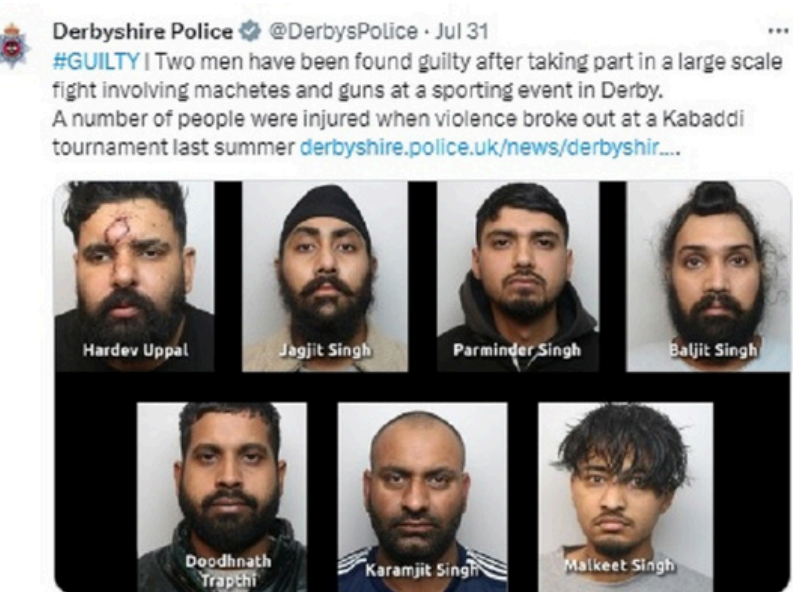 Derbyshire Police @DerbysPolice · Jul 31
#GUILTY | Two men have been found guilty after taking part in a large scale
fight involving machetes and guns at a sporting event in Derby.
A number of people were injured when violence broke out at a Kabaddi
tournament last summer derbyshire.police.uk/news/derbyshir....
Hardev Uppal
Jagjit Singh
Parminder Singh
Baljit Singh
Doodhnath
Trapthi
Karamjit Singh
Malkeet Singh